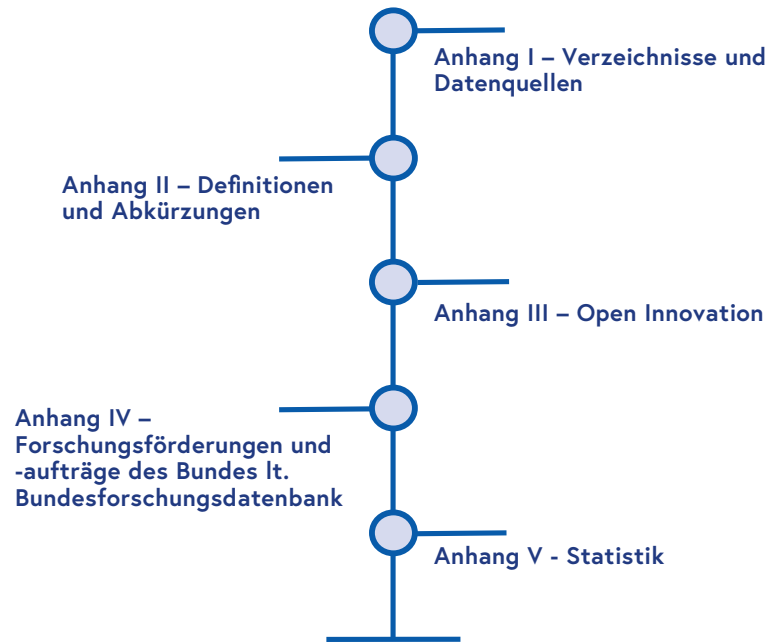 Anhang I – Verzeichnisse und
Datenquellen
Anhang II – Definitionen
und Abkürzungen
Anhang III – Open Innovation
Anhang IV –
Forschungsförderungen und
-aufträge des Bundes lt.
Bundesforschungsdatenbank
Anhang V - Statistik